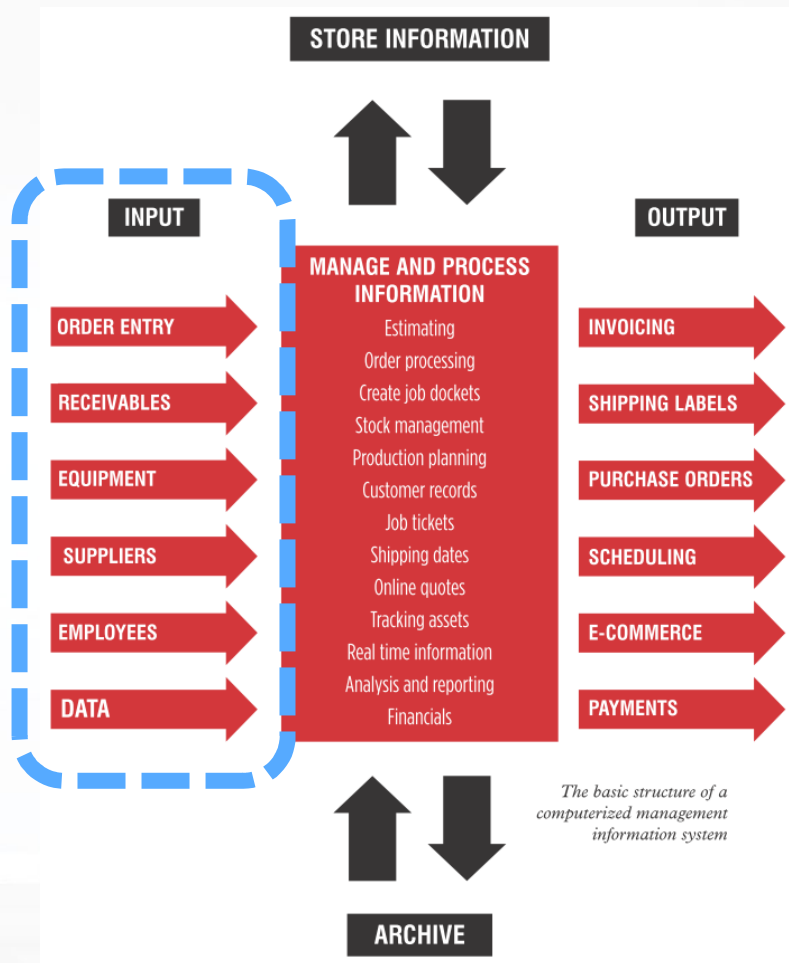 STORE INFORMATION
INPUT
ORDER ENTRY
RECEIVABLES
EQUIPMENT
SUPPLIERS
EMPLOYEES
DATA
MANAGE AND PROCESS
INFORMATION
Estimating
Order processing
Create job dockets
Stock management
Production planning
Customer records
Job tickets
Shipping dates
Online quotes
Tracking assets
Real time information
Analysis and reporting
Financials
OUTPUT
INVOICING
SHIPPING LABELS
PURCHASE ORDERS
SCHEDULING
E-COMMERCE
PAYMENTS
The basic structure of a
computerized management
information system
ARCHIVE